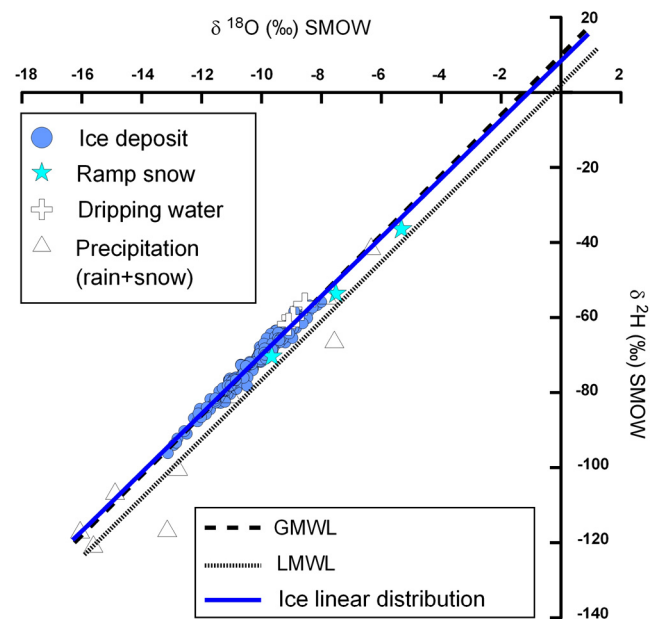 δ ¹⁸O (‰) SMOW
20
-18 -16 -14 -12 -10 -8 -6 -4 -2 2
Ice deposit
Ramp snow
Dripping water
Precipitation
(rain+snow)
-20
-40
-60
-80
-100
-120
-140
δ ²H (‰) SMOW
GMWL
LMWL
Ice linear distribution